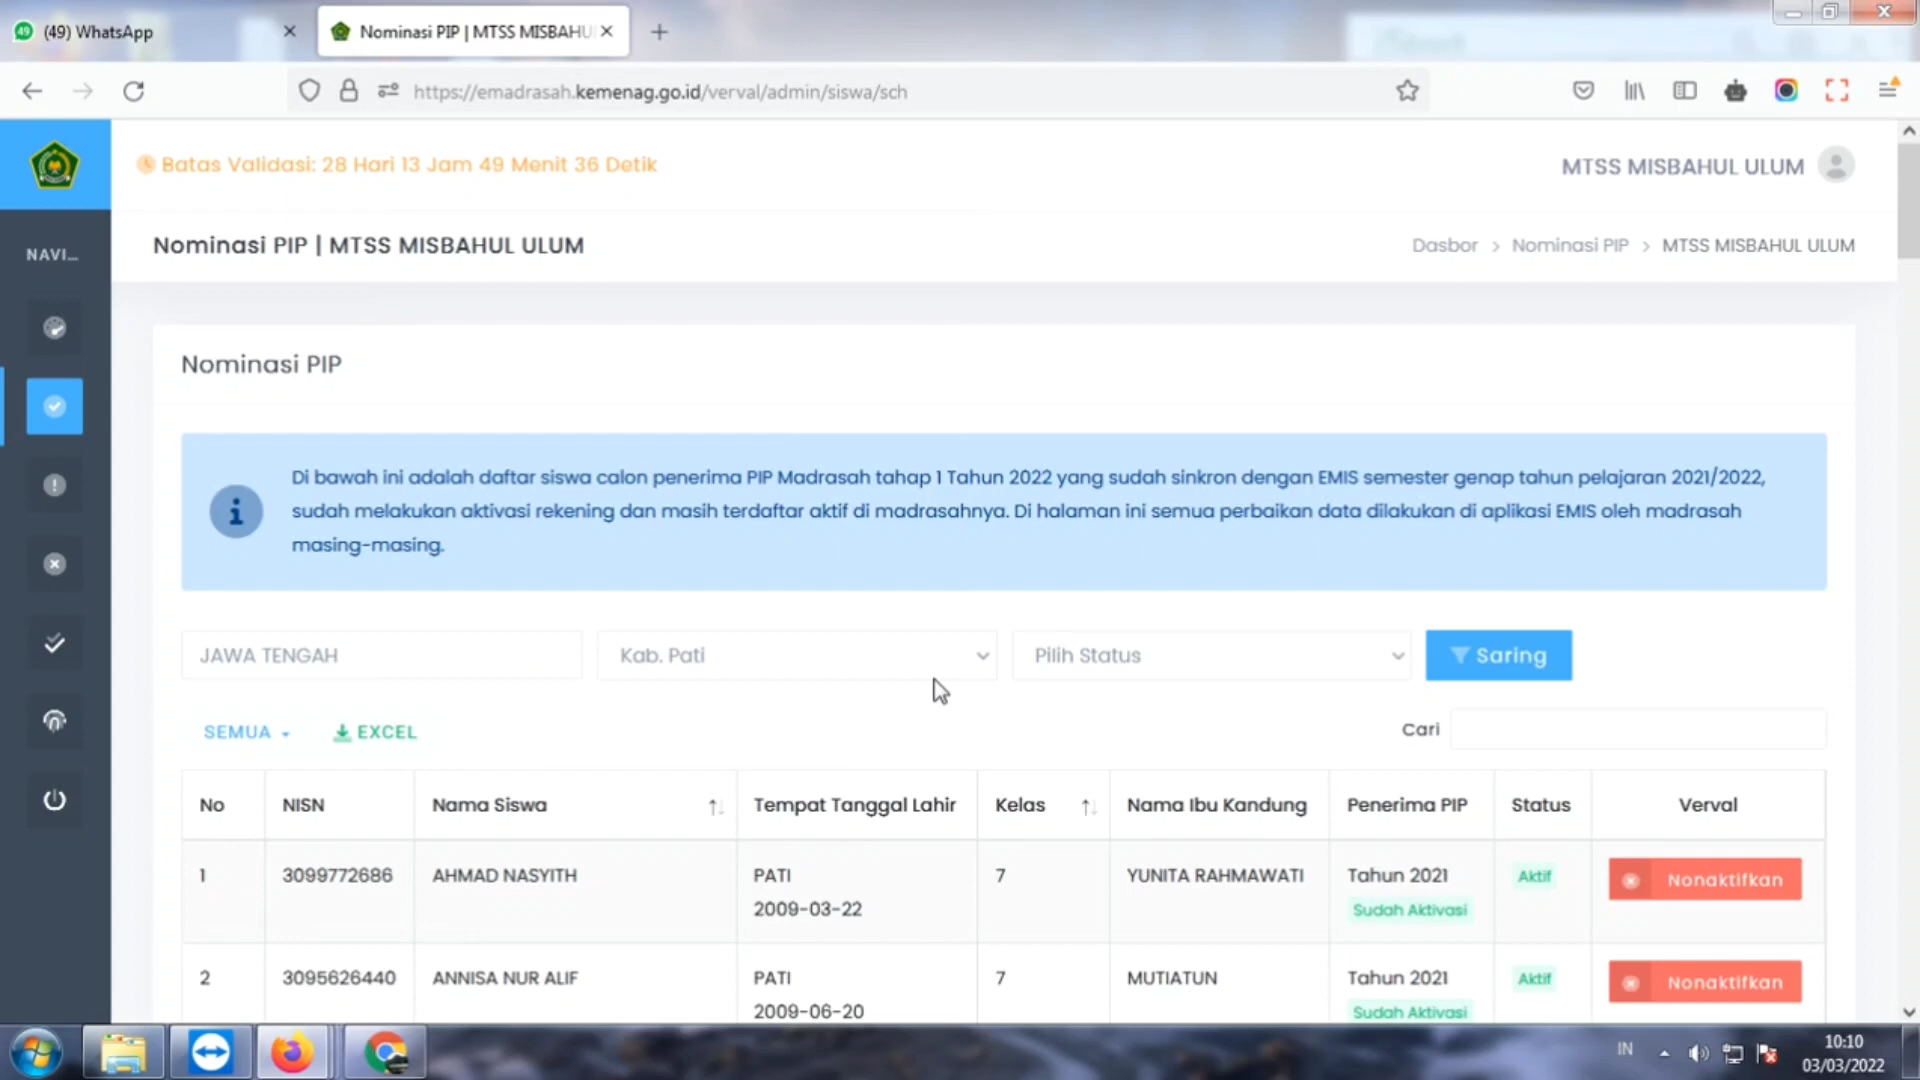 (49) WhatsApp
Nominasi PIP | MTSS MISBAHU
https://emadrasah.kemenag.go.id/verval/admin/siswa/sch
Batas Validasi: 28 Hari 13 Jam 49 Menit 36 Detik
MTSS MISBAHUL ULUM
NAVI...
Nominasi PIP | MTSS MISBAHUL ULUM
Dasbor > Nominasi PIP > MTSS MISBAHUL ULUM
Nominasi PIP
Di bawah ini adalah daftar siswa calon penerima PIP Madrasah tahap 1 Tahun 2022 yang sudah sinkron dengan EMIS semester genap tahun pelajaran 2021/2022,
sudah melakukan aktivasi rekening dan masih terdaftar aktif di madrasahnya. Di halaman ini semua perbaikan data dilakukan di aplikasi EMIS oleh madrasah
masing-masing.
JAWA TENGAH Kab. Pati Pilih Status Saring
SEMUA EXCEL Cari
No NISN Nama Siswa Tempat Tanggal Lahir Kelas Nama Ibu Kandung Penerima PIP Status Verval
1 3099772686 AHMAD NASYITH PATI 7 YUNITA RAHMAWATI Tahun 2021 Aktif Nonaktifkan
2009-03-22 Sudah Aktivasi
2 3095626440 ANNISA NUR ALIF PATI 7 MUTIATUN Tahun 2021 Aktif Nonaktifkan
2009-06-20 Sudah Aktivasi
IN 10:10
03/03/2022